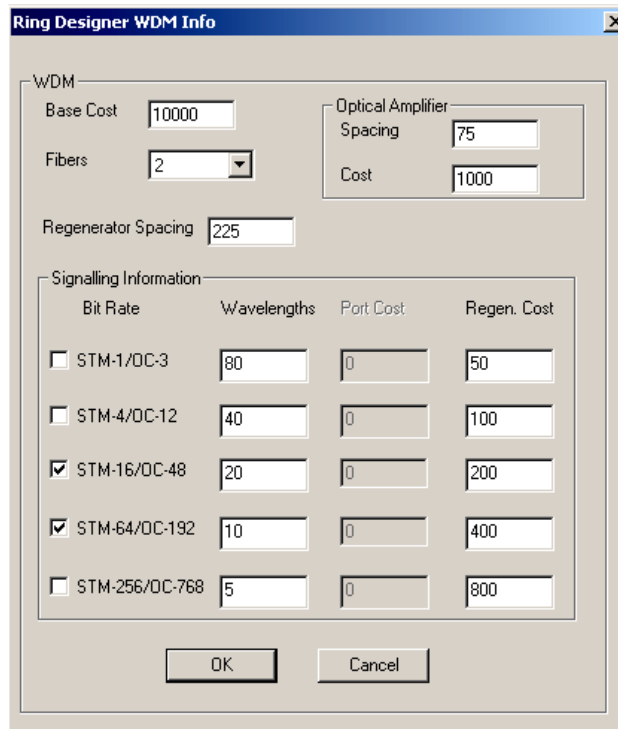 Ring Designer WDM Info
WDM
Base Cost 10000
Optical Amplifier
Spacing 75
Fibers 2
Cost 1000
Regenerator Spacing 225
Signalling Information
Bit Rate Wavelengths Port Cost Regen. Cost
STM-1/OC-3 80 0 50
STM-4/OC-12 40 0 100
STM-16/OC-48 20 0 200
STM-64/OC-192 10 0 400
STM-256/OC-768 5 0 800
OK Cancel